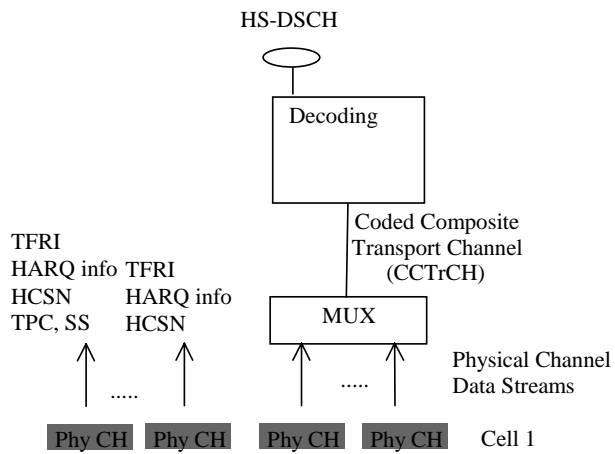 HS-DSCH
Decoding
Coded Composite
Transport Channel
(CCTrCH)
TFRI
HARQ info
HCSN
TPC, SS
TFRI
HARQ info
HCSN
MUX
Physical Channel
Data Streams
.....
.....
Phy CH
Phy CH
Phy CH
Phy CH
Cell 1